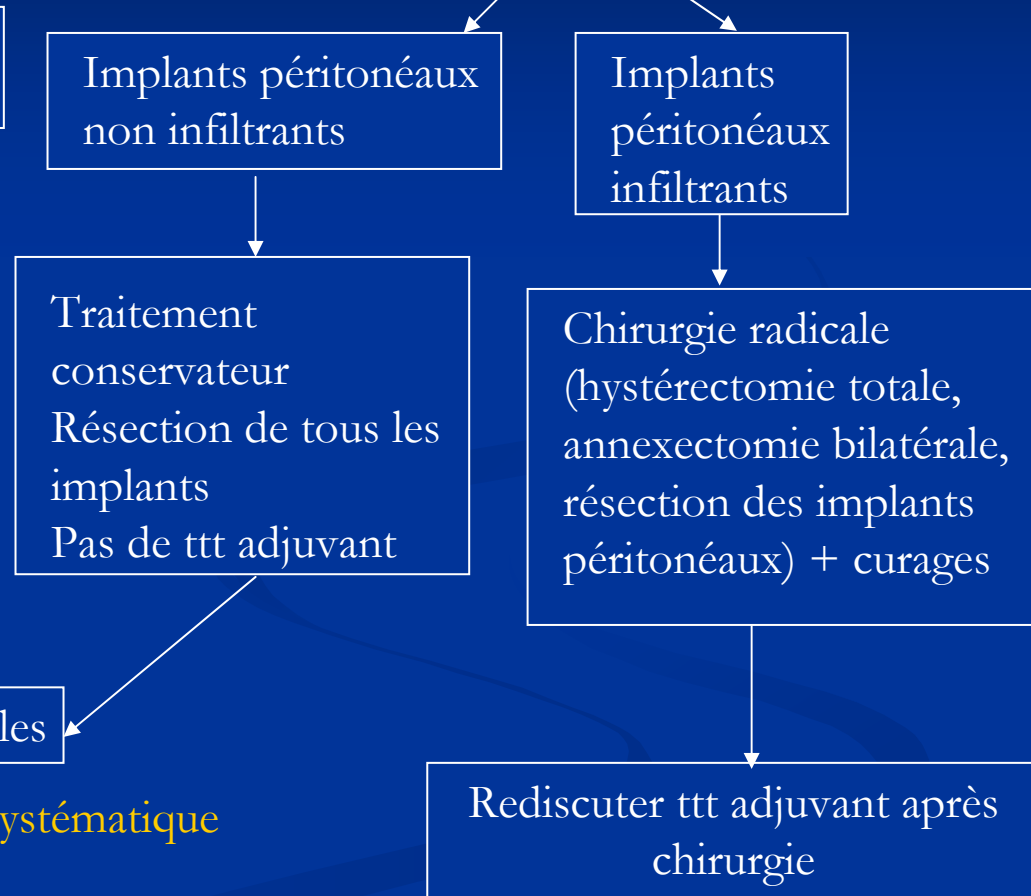 Implants péritonéaux
non infiltrants
Implants
péritonéaux
infiltrants
Traitement
conservateur
Résection de tous les
implants
Pas de ttt adjuvant
Chirurgie radicale
(hystérectomie totale,
annexectomie bilatérale,
résection des implants
péritonéaux) + curages
les
ystématique
Rediscuter ttt adjuvant après
chirurgie